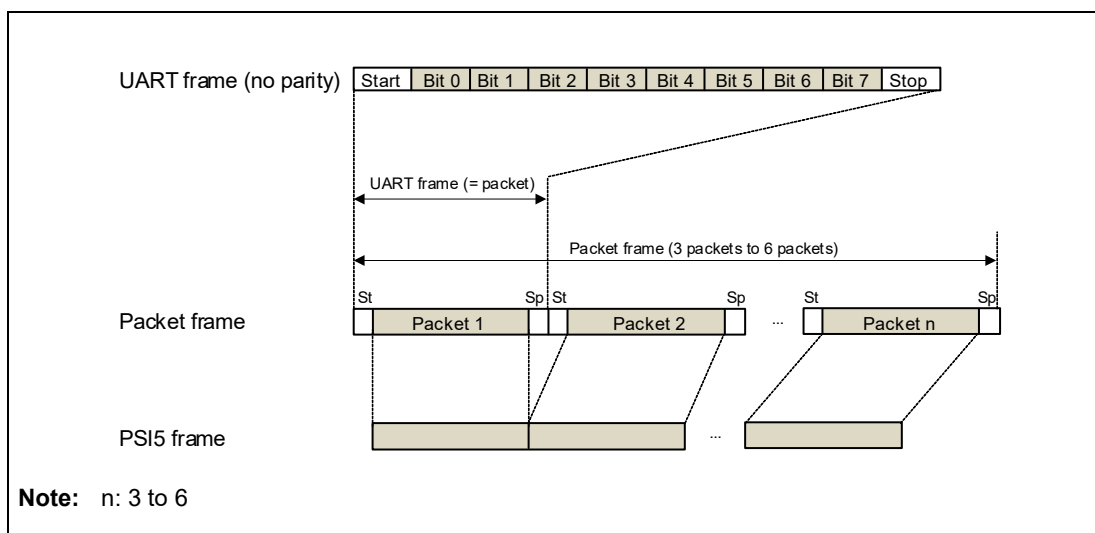 UART frame (no parity) Start Bit 0 Bit 1 Bit 2 Bit 3 Bit 4 Bit 5 Bit 6 Bit 7 Stop
UART frame (= packet)
Packet frame (3 packets to 6 packets)
St Sp St Sp St Sp
Packet frame Packet 1 Packet 2 ... Packet n
PSI5 frame ...
Note: n: 3 to 6